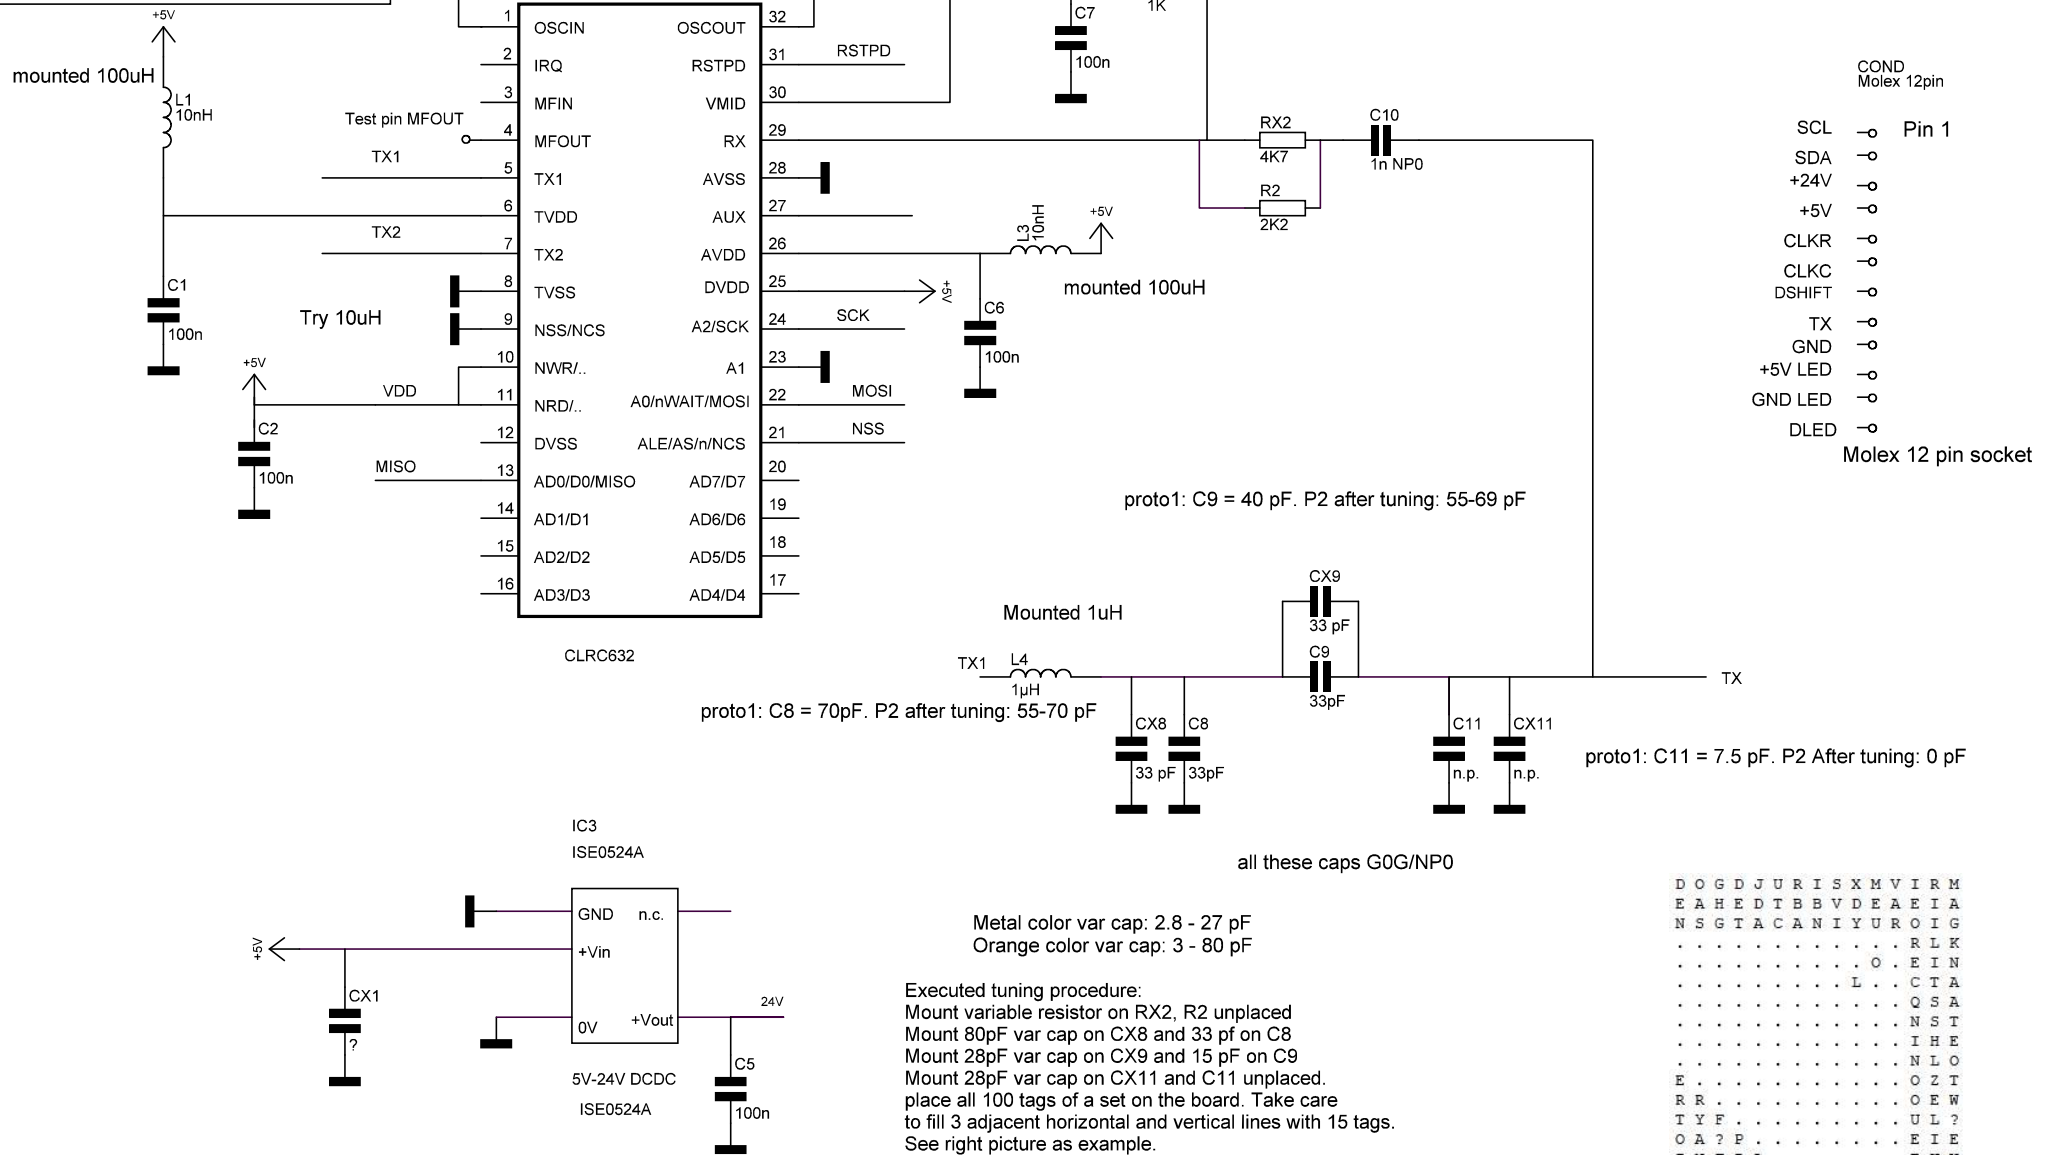 +5V
mounted 100uH
L1
10nH
C1
100n
Try 10uH
+5V
VDD
C2
100n
MISO
Test pin MFOUT
TX1
TX2
1 OSCIN
2 IRQ
3 MFIN
4 MFOUT
5 TX1
6 TVDD
7 TX2
8 TVSS
9 NSS/NCS
10 NWR/..
11 NRD/..
12 DVSS
13 AD0/D0/MISO
14 AD1/D1
15 AD2/D2
16 AD3/D3
OSCOUT 32
RSTPD 31
VMID 30
RX 29
AVSS 28
AUX 27
AVDD 26
DVDD 25
A2/SCK 24
A1 23
A0/nWAIT/MOSI 22
ALE/AS/n/NCS 21
AD7/D7 20
AD6/D6 19
AD5/D5 18
AD4/D4 17
CLRC632
RSTPD
SCK
MOSI
NSS
C7
100n
1K
RX2
4K7
R2
2K2
C10
1n NP0
L3
10nH
+5V
mounted 100uH
+5V
C6
100n
COND
Molex 12pin
SCL
Pin 1
SDA
+24V
+5V
CLKR
CLKC
DSHIFT
TX
GND
+5V LED
GND LED
DLED
Molex 12 pin socket
proto1: C9 = 40 pF. P2 after tuning: 55-69 pF
CX9
33 pF
C9
33pF
Mounted 1uH
TX1
L4
1µH
TX
proto1: C8 = 70pF. P2 after tuning: 55-70 pF
CX8
33 pF
C8
33pF
C11
n.p.
CX11
n.p.
proto1: C11 = 7.5 pF. P2 After tuning: 0 pF
all these caps G0G/NP0
IC3
ISE0524A
GND
n.c.
+Vin
0V
+Vout
+5V
CX1
?
24V
C5
100n
5V-24V DCDC
ISE0524A
Metal color var cap: 2.8 - 27 pF
Orange color var cap: 3 - 80 pF
Executed tuning procedure:
Mount variable resistor on RX2, R2 unplaced
Mount 80pF var cap on CX8 and 33 pf on C8
Mount 28pF var cap on CX9 and 15 pF on C9
Mount 28pF var cap on CX11 and C11 unplaced.
place all 100 tags of a set on the board. Take care
to fill 3 adjacent horizontal and vertical lines with 15 tags.
See right picture as example.
D O G D J U R I S X M V I R M
E A H E D T B B V D E A E I A
N S G T A C A N I Y U R O I G
. . . . . . . . . . . . R L K
. . . . . . . . . . O . E I N
. . . . . . . . . L . . C T A
. . . . . . . . . . . . Q S A
. . . . . . . . . . . . N S T
. . . . . . . . . . . . I H E
. . . . . . . . . . . . N L O
E . . . . . . . . . . . O Z T
R R . . . . . . . . . . O E W
T Y F . . . . . . . . . U L ?
O A ? P . . . . . . . . E I E